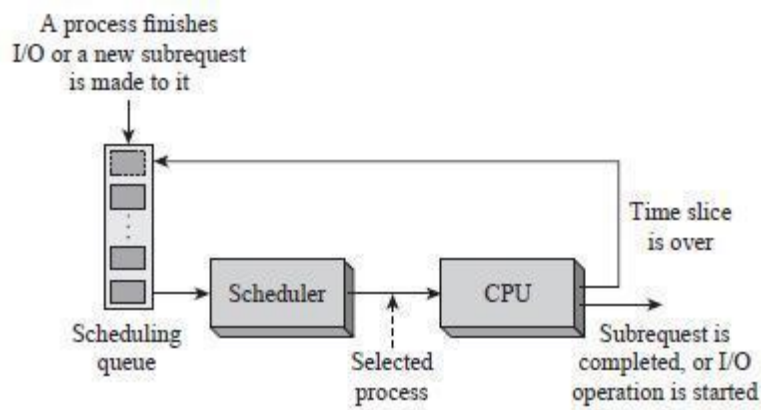 A process finishes
I/O or a new subrequest
is made to it
Time slice
is over
Scheduler
CPU
Scheduling
queue
Selected
process
Subrequest is
completed, or I/O
operation is started